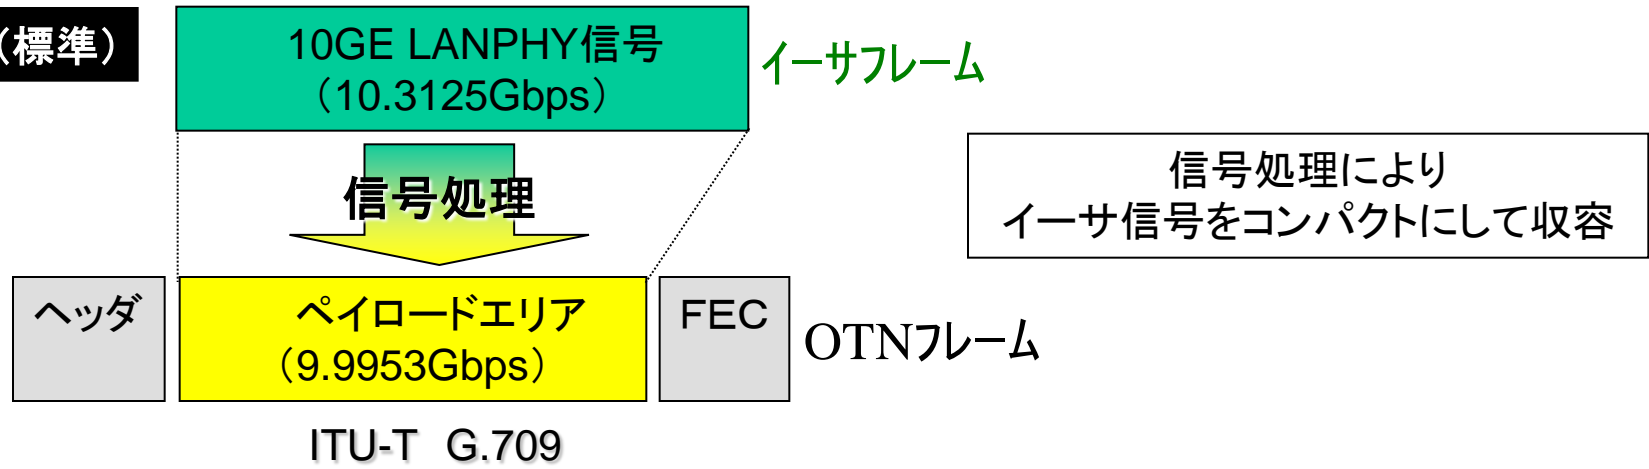 （標準）
10GE LANPHY信号
（10.3125Gbps）
イーサフレーム
信号処理
信号処理により
イーサ信号をコンパクトにして収容
ヘッダ
ペイロードエリア
（9.9953Gbps）
FEC
OTNフレーム
ITU-T G.709